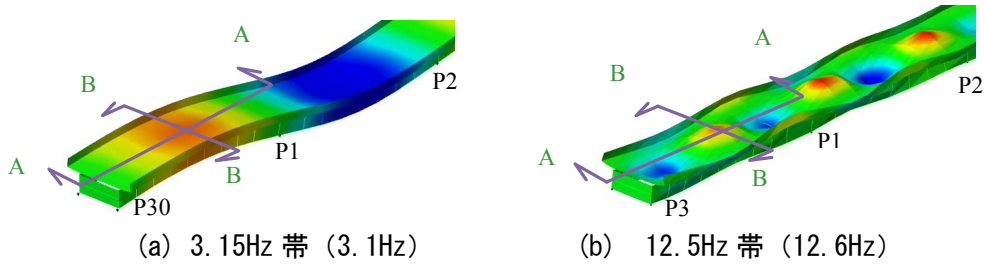 A
B
P2
P1
A
B
P30
(a) 3.15Hz 帯 (3.1Hz)
A
B
P2
P1
A
B
P3
(b) 12.5Hz 帯 (12.6Hz)